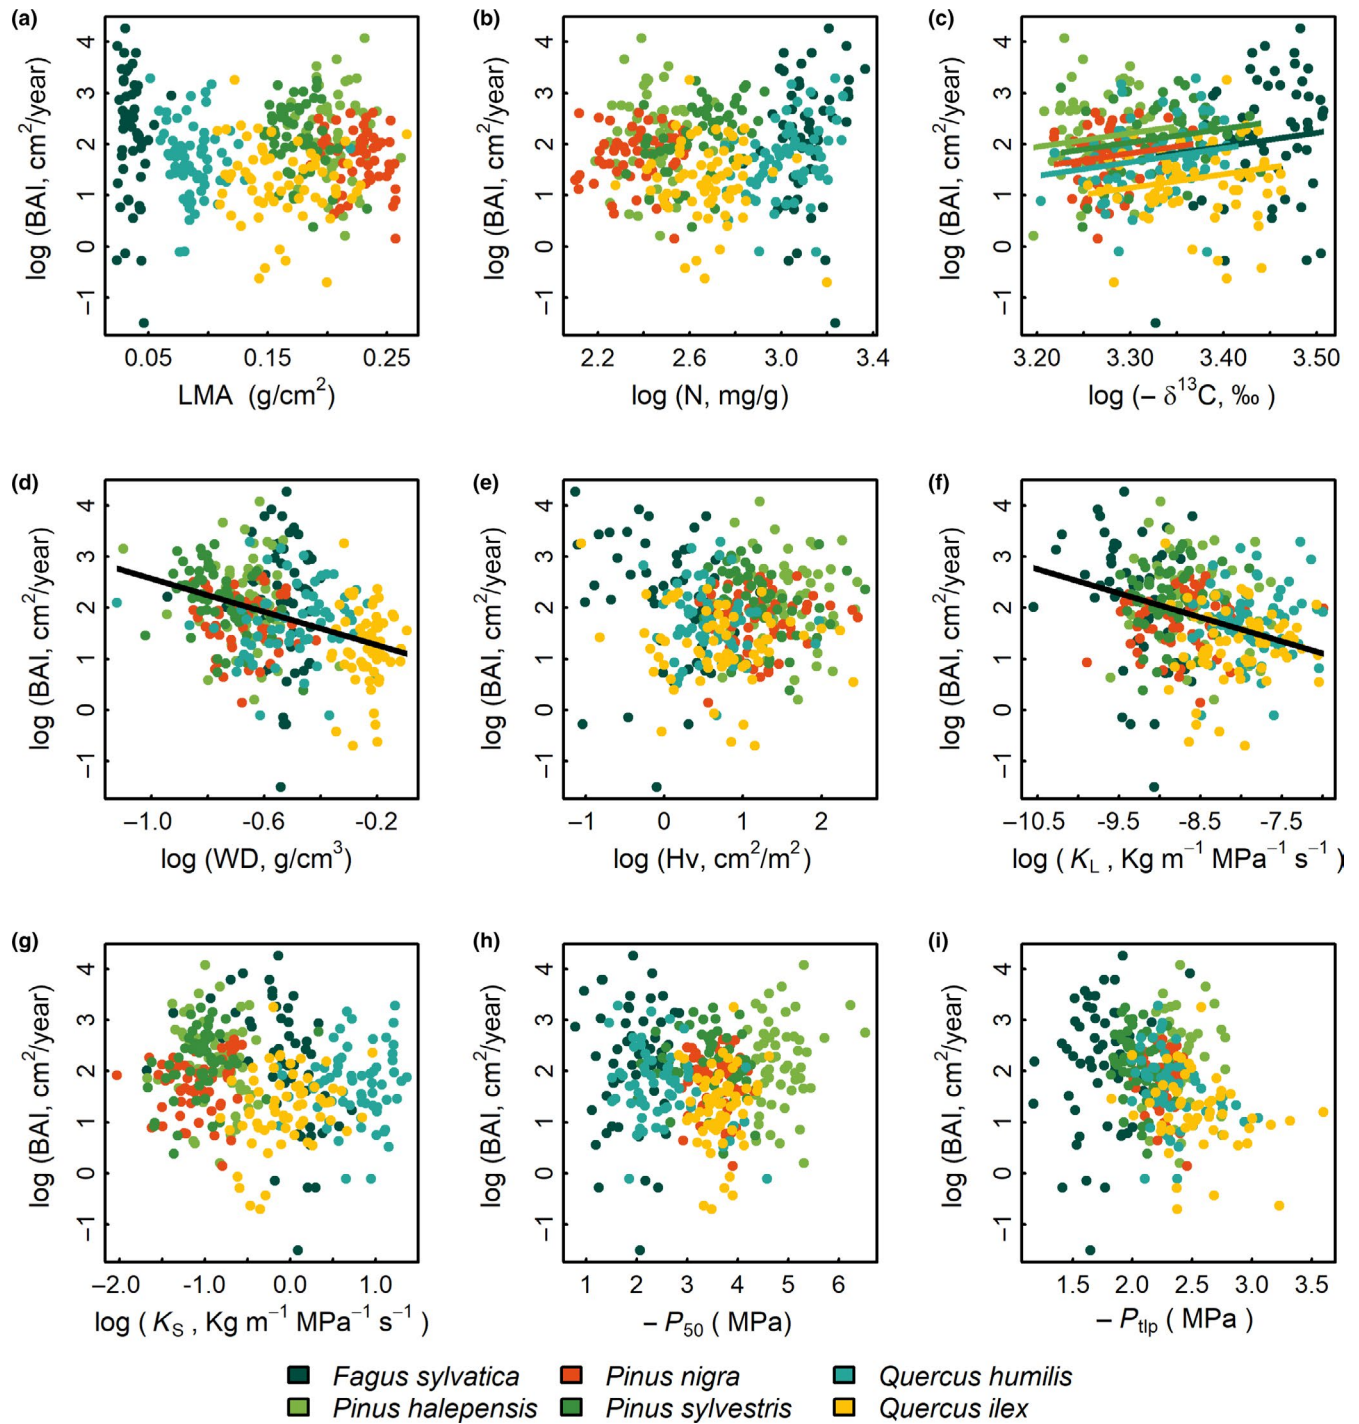 (a)
log (BAI, cm²/year)
−1 0 1 2 3 4
0.05 0.15 0.25
LMA (g/cm²)
(b)
log (BAI, cm²/year)
−1 0 1 2 3 4
2.2 2.6 3.0 3.4
log (N, mg/g)
(c)
log (BAI, cm²/year)
−1 0 1 2 3 4
3.20 3.30 3.40 3.50
log (− δ¹³C, ‰ )
(d)
log (BAI, cm²/year)
−1 0 1 2 3 4
−1.0 -0.6 -0.2
log (WD, g/cm³)
(e)
log (BAI, cm²/year)
−1 0 1 2 3 4
−1 0 1 2
log (Hv, cm²/m²)
(f)
log (BAI, cm²/year)
−1 0 1 2 3 4
−10.5 -9.5 -8.5 -7.5
log ( K_L , Kg m⁻¹ MPa⁻¹ s⁻¹ )
(g)
log (BAI, cm²/year)
−1 0 1 2 3 4
−2.0 -1.0 0.0 1.0
log ( K_S , Kg m⁻¹ MPa⁻¹ s⁻¹ )
(h)
log (BAI, cm²/year)
−1 0 1 2 3 4
1 2 3 4 5 6
− P₅₀ ( MPa)
(i)
log (BAI, cm²/year)
−1 0 1 2 3 4
1.5 2.0 2.5 3.0 3.5
− P_tlp ( MPa )
Fagus sylvatica Pinus nigra Quercus humilis
Pinus halepensis Pinus sylvestris Quercus ilex